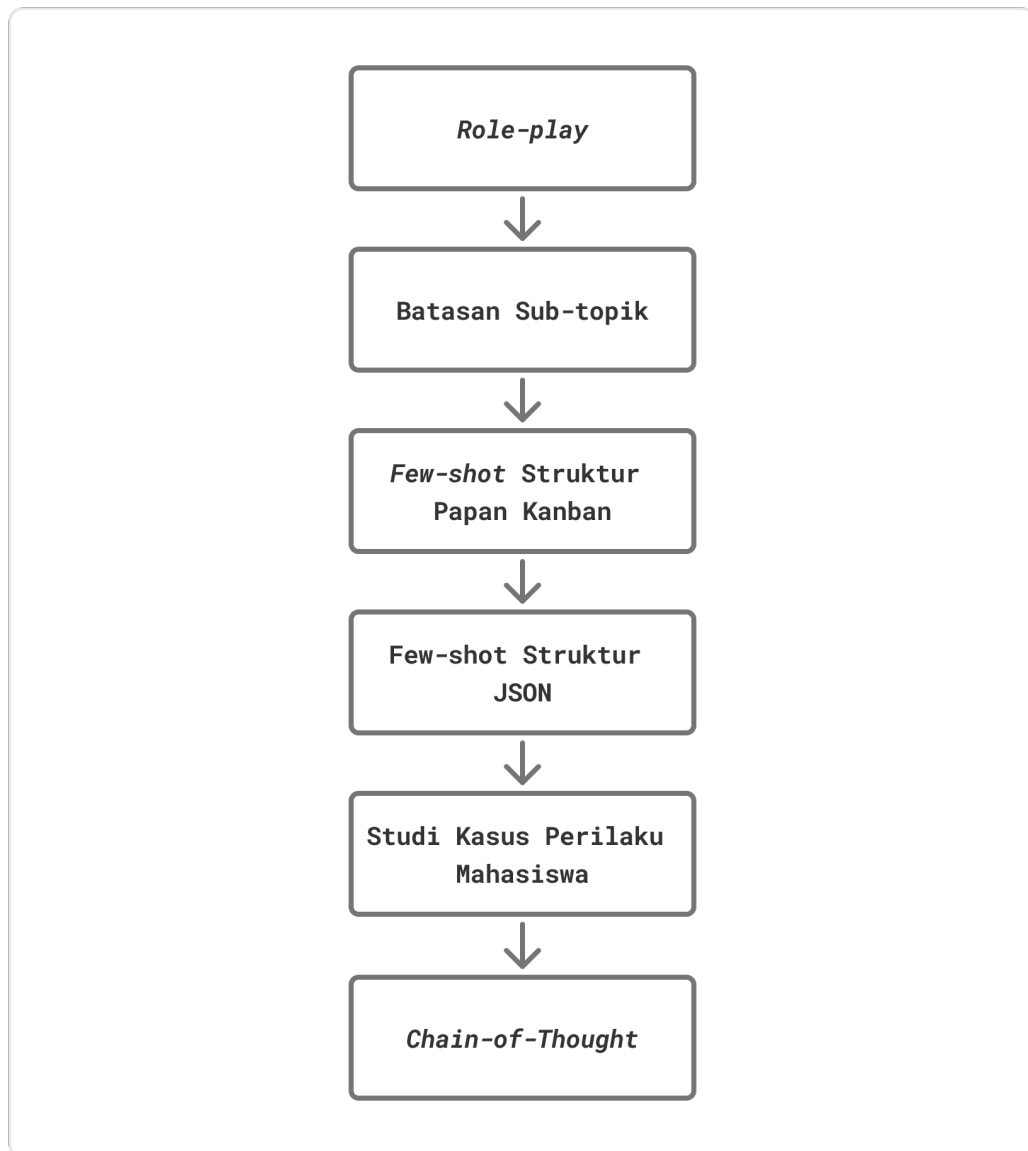 Role-play
Batasan Sub-topik
Few-shot Struktur
Papan Kanban
Few-shot Struktur
JSON
Studi Kasus Perilaku
Mahasiswa
Chain-of-Thought